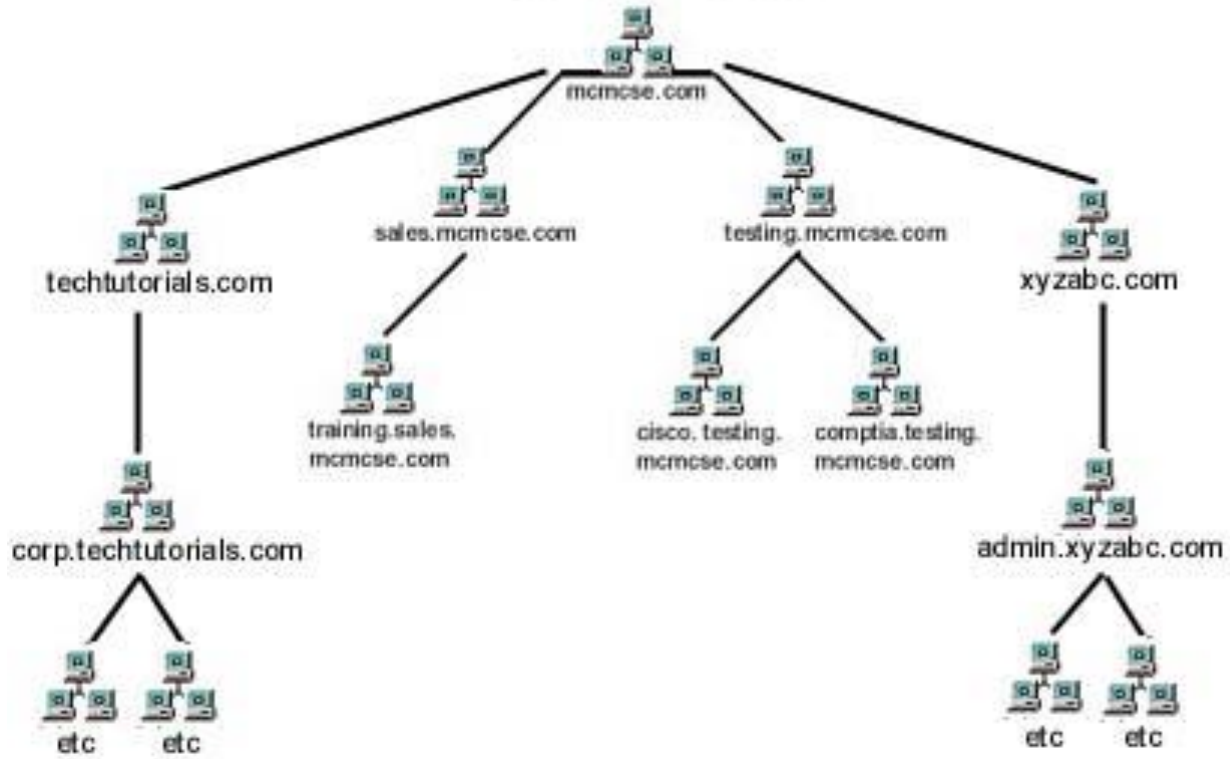 mcmcse.com
sales.mcmcse.com
testing.mcmcse.com
techtutorials.com
xyzabc.com
training.sales.
mcmcse.com
cisco. testing.
mcmcse.com
comptia.testing.
mcmcse.com
corp.techtutorials.com
admin.xyzabc.com
etc
etc
etc
etc